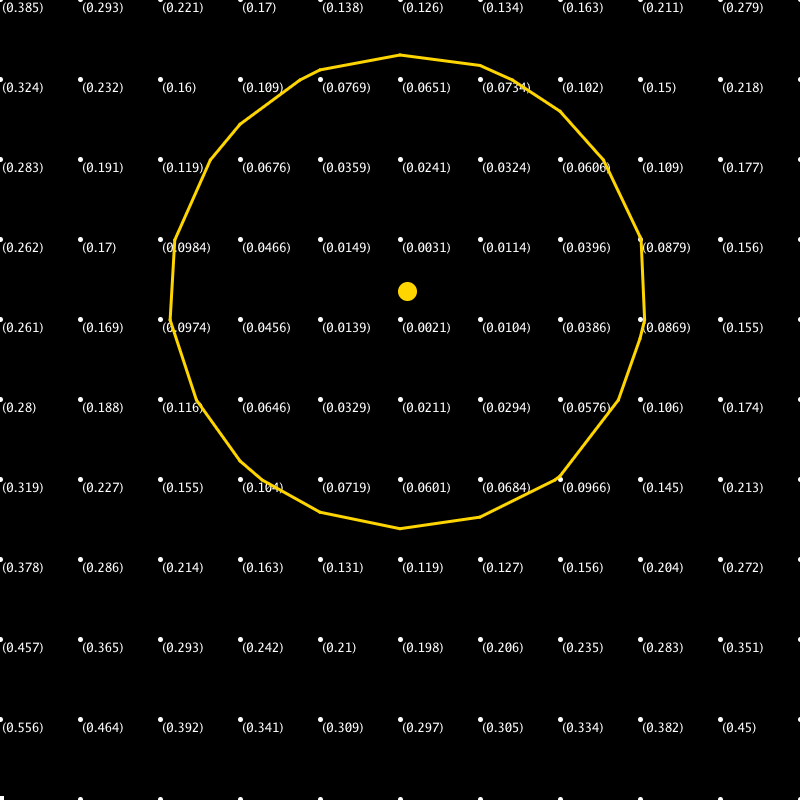 (0.385) (0.293) (0.221) (0.17) (0.138) (0.126) (0.134) (0.163) (0.211) (0.279)
(0.324) (0.232) (0.16) (0.109) (0.0769) (0.0651) (0.0734) (0.102) (0.15) (0.218)
(0.283) (0.191) (0.119) (0.0676) (0.0359) (0.0241) (0.0324) (0.0606) (0.109) (0.177)
(0.262) (0.17) (0.0984) (0.0466) (0.0149) (0.0031) (0.0114) (0.0396) (0.0879) (0.156)
(0.261) (0.169) (0.0974) (0.0456) (0.0139) (0.0021) (0.0104) (0.0386) (0.0869) (0.155)
(0.28) (0.188) (0.116) (0.0646) (0.0329) (0.0211) (0.0294) (0.0576) (0.106) (0.174)
(0.319) (0.227) (0.155) (0.104) (0.0719) (0.0601) (0.0684) (0.0966) (0.145) (0.213)
(0.378) (0.286) (0.214) (0.163) (0.131) (0.119) (0.127) (0.156) (0.204) (0.272)
(0.457) (0.365) (0.293) (0.242) (0.21) (0.198) (0.206) (0.235) (0.283) (0.351)
(0.556) (0.464) (0.392) (0.341) (0.309) (0.297) (0.305) (0.334) (0.382) (0.45)